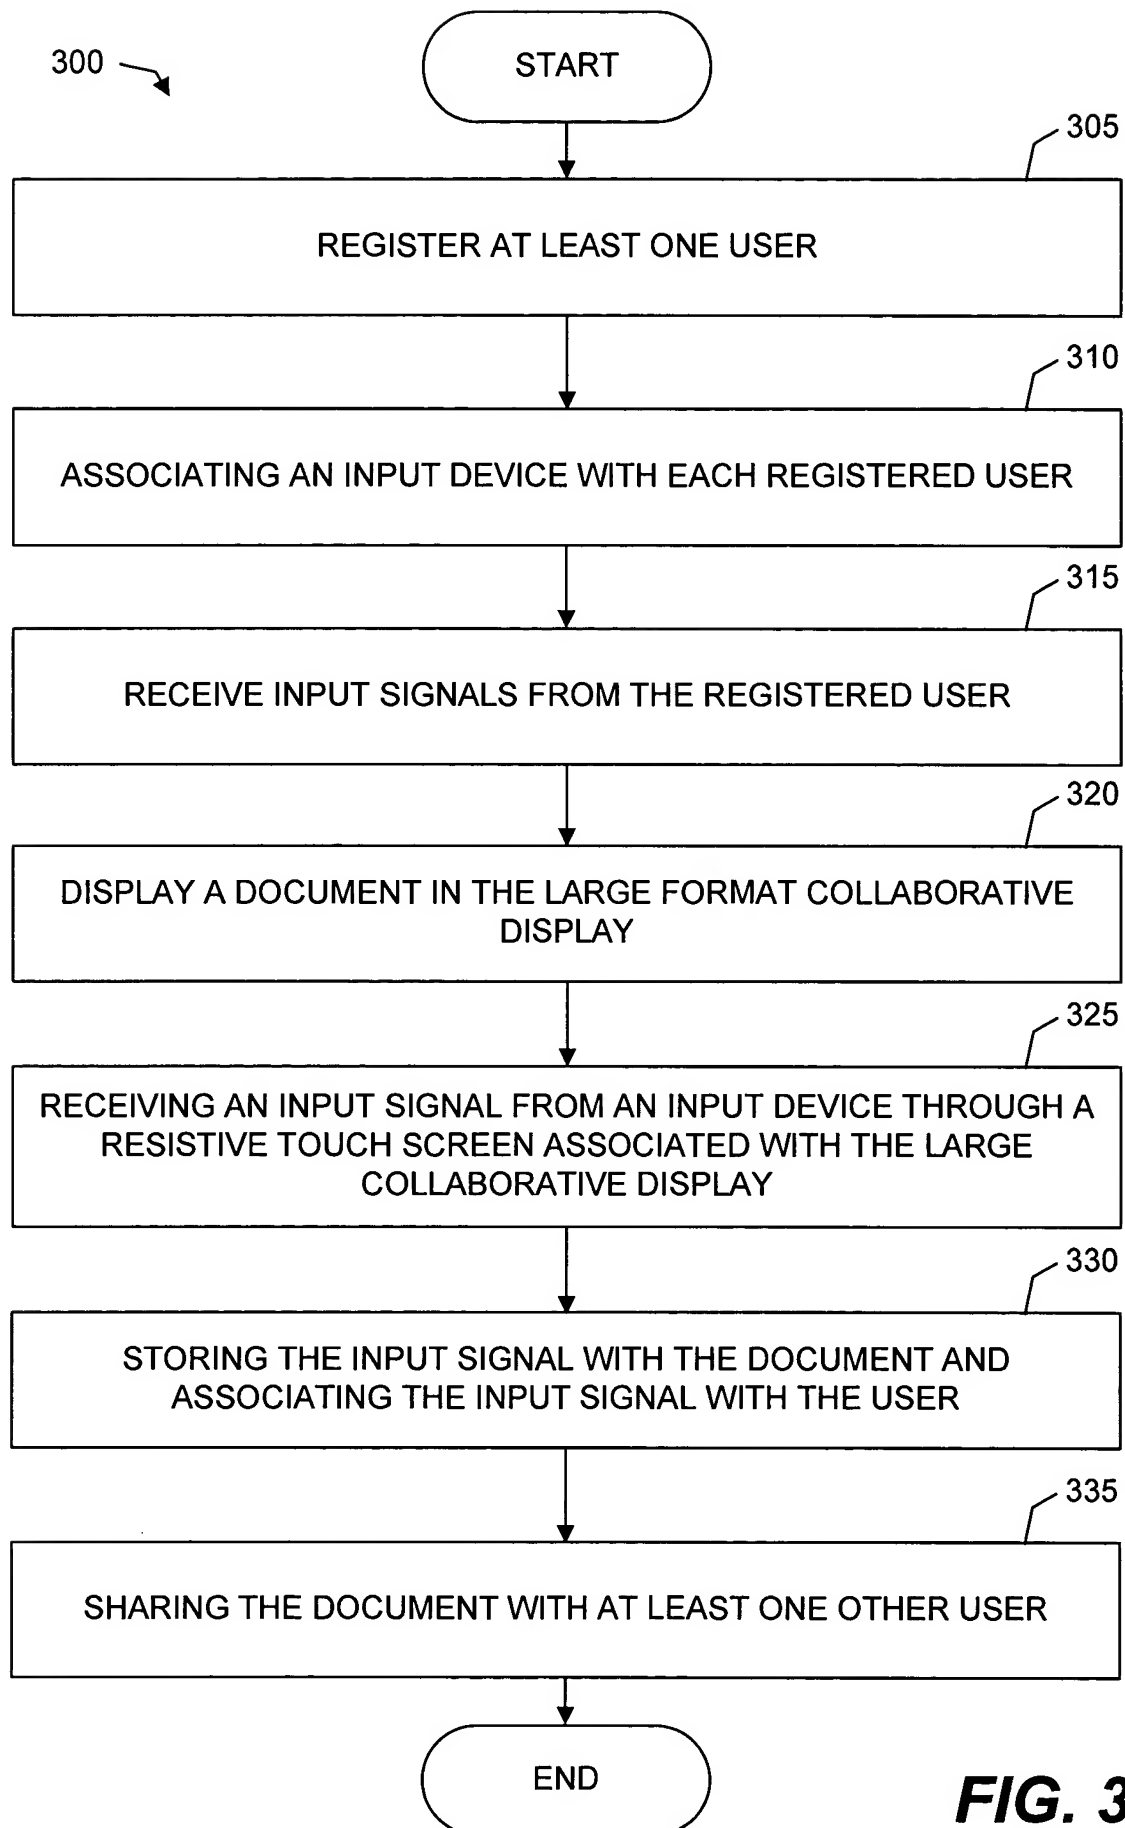 START
300
305
REGISTER AT LEAST ONE USER
310
ASSOCIATING AN INPUT DEVICE WITH EACH REGISTERED USER
315
RECEIVE INPUT SIGNALS FROM THE REGISTERED USER
320
DISPLAY A DOCUMENT IN THE LARGE FORMAT COLLABORATIVE
DISPLAY
325
RECEIVING AN INPUT SIGNAL FROM AN INPUT DEVICE THROUGH A
RESISTIVE TOUCH SCREEN ASSOCIATED WITH THE LARGE
COLLABORATIVE DISPLAY
330
STORING THE INPUT SIGNAL WITH THE DOCUMENT AND
ASSOCIATING THE INPUT SIGNAL WITH THE USER
335
SHARING THE DOCUMENT WITH AT LEAST ONE OTHER USER
END
FIG. 3